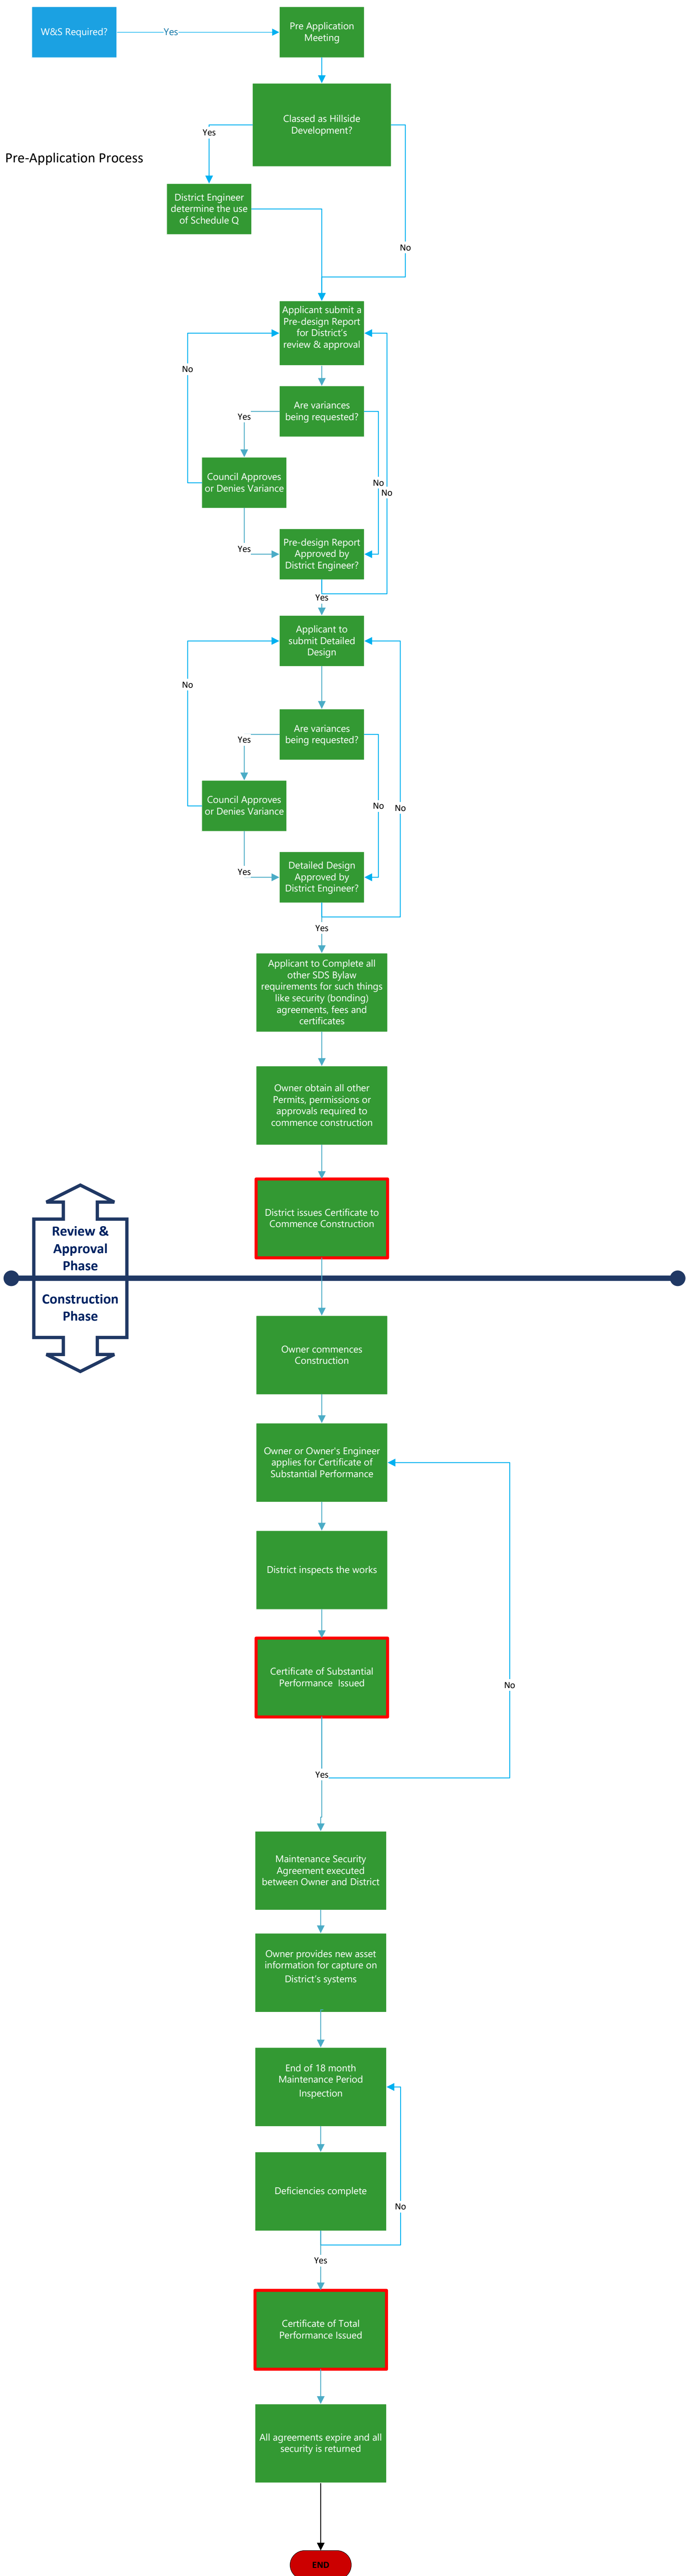 W&S Required?
Yes
Pre Application
Meeting
Classed as Hillside
Development?
Yes
Pre-Application Process
District Engineer
determine the use
of Schedule Q
No
Applicant submit a
Pre-design Report
for District's
review & approval
No
Are variances
being requested?
Yes
Council Approves
or Denies Variance
No
No
Pre-design Report
Approved by
District Engineer?
Yes
Yes
Applicant to
submit Detailed
Design
No
Are variances
being requested?
Yes
Council Approves
or Denies Variance
No
No
Detailed Design
Approved by
District Engineer?
Yes
Yes
Applicant to Complete all
other SDS Bylaw
requirements for such things
like security (bonding)
agreements, fees and
certificates
Owner obtain all other
Permits, permissions or
approvals required to
commence construction
District issues Certificate to
Commence Construction
Review &
Approval
Phase
Construction
Phase
Owner commences
Construction
Owner or Owner's Engineer
applies for Certificate of
Substantial Performance
District inspects the works
Certificate of Substantial
Performance Issued
No
Yes
Maintenance Security
Agreement executed
between Owner and District
Owner provides new asset
information for capture on
District's systems
End of 18 month
Maintenance Period
Inspection
Deficiencies complete
No
Yes
Certificate of Total
Performance Issued
All agreements expire and all
security is returned
END